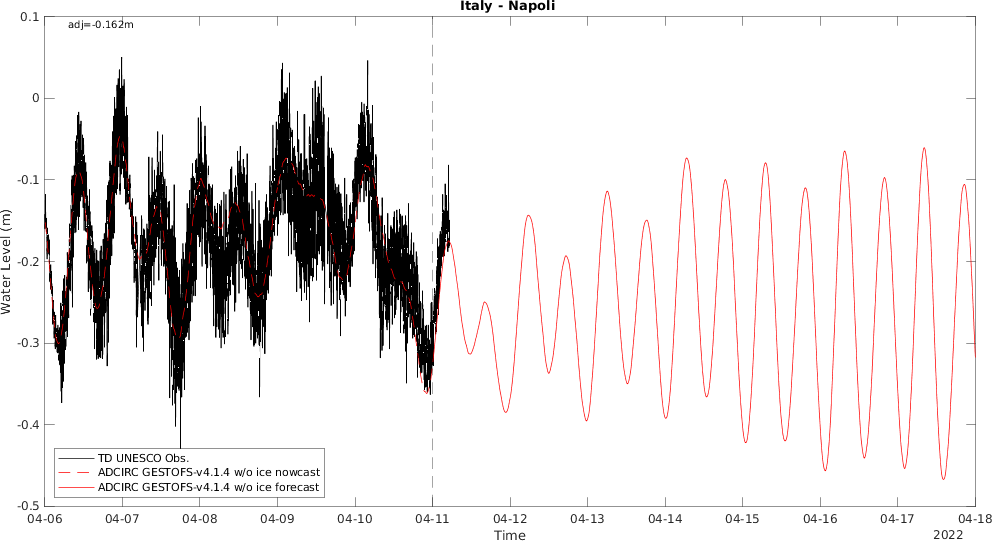 Italy - Napoli
adj=-0.162m
0.1
0
-0.1
-0.2
-0.3
-0.4
-0.5
Water Level (m)
TD UNESCO Obs.
ADCIRC GESTOFS-v4.1.4 w/o ice nowcast
ADCIRC GESTOFS-v4.1.4 w/o ice forecast
04-06 04-07 04-08 04-09 04-10 04-11 04-12 04-13 04-14 04-15 04-16 04-17 04-18
Time
2022